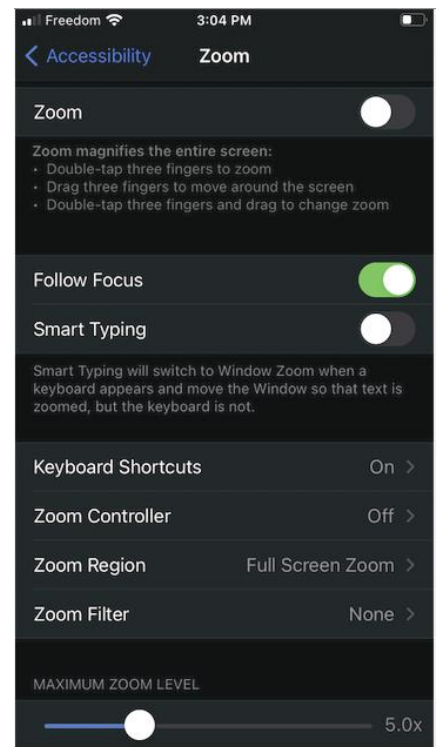 Freedom 3:04 PM
Accessibility Zoom
Zoom
Zoom magnifies the entire screen:
• Double-tap three fingers to zoom
• Drag three fingers to move around the screen
• Double-tap three fingers and drag to change zoom
Follow Focus
Smart Typing
Smart Typing will switch to Window Zoom when a
keyboard appears and move the Window so that text is
zoomed, but the keyboard is not.
Keyboard Shortcuts On
Zoom Controller Off
Zoom Region Full Screen Zoom
Zoom Filter None
MAXIMUM ZOOM LEVEL
5.0x